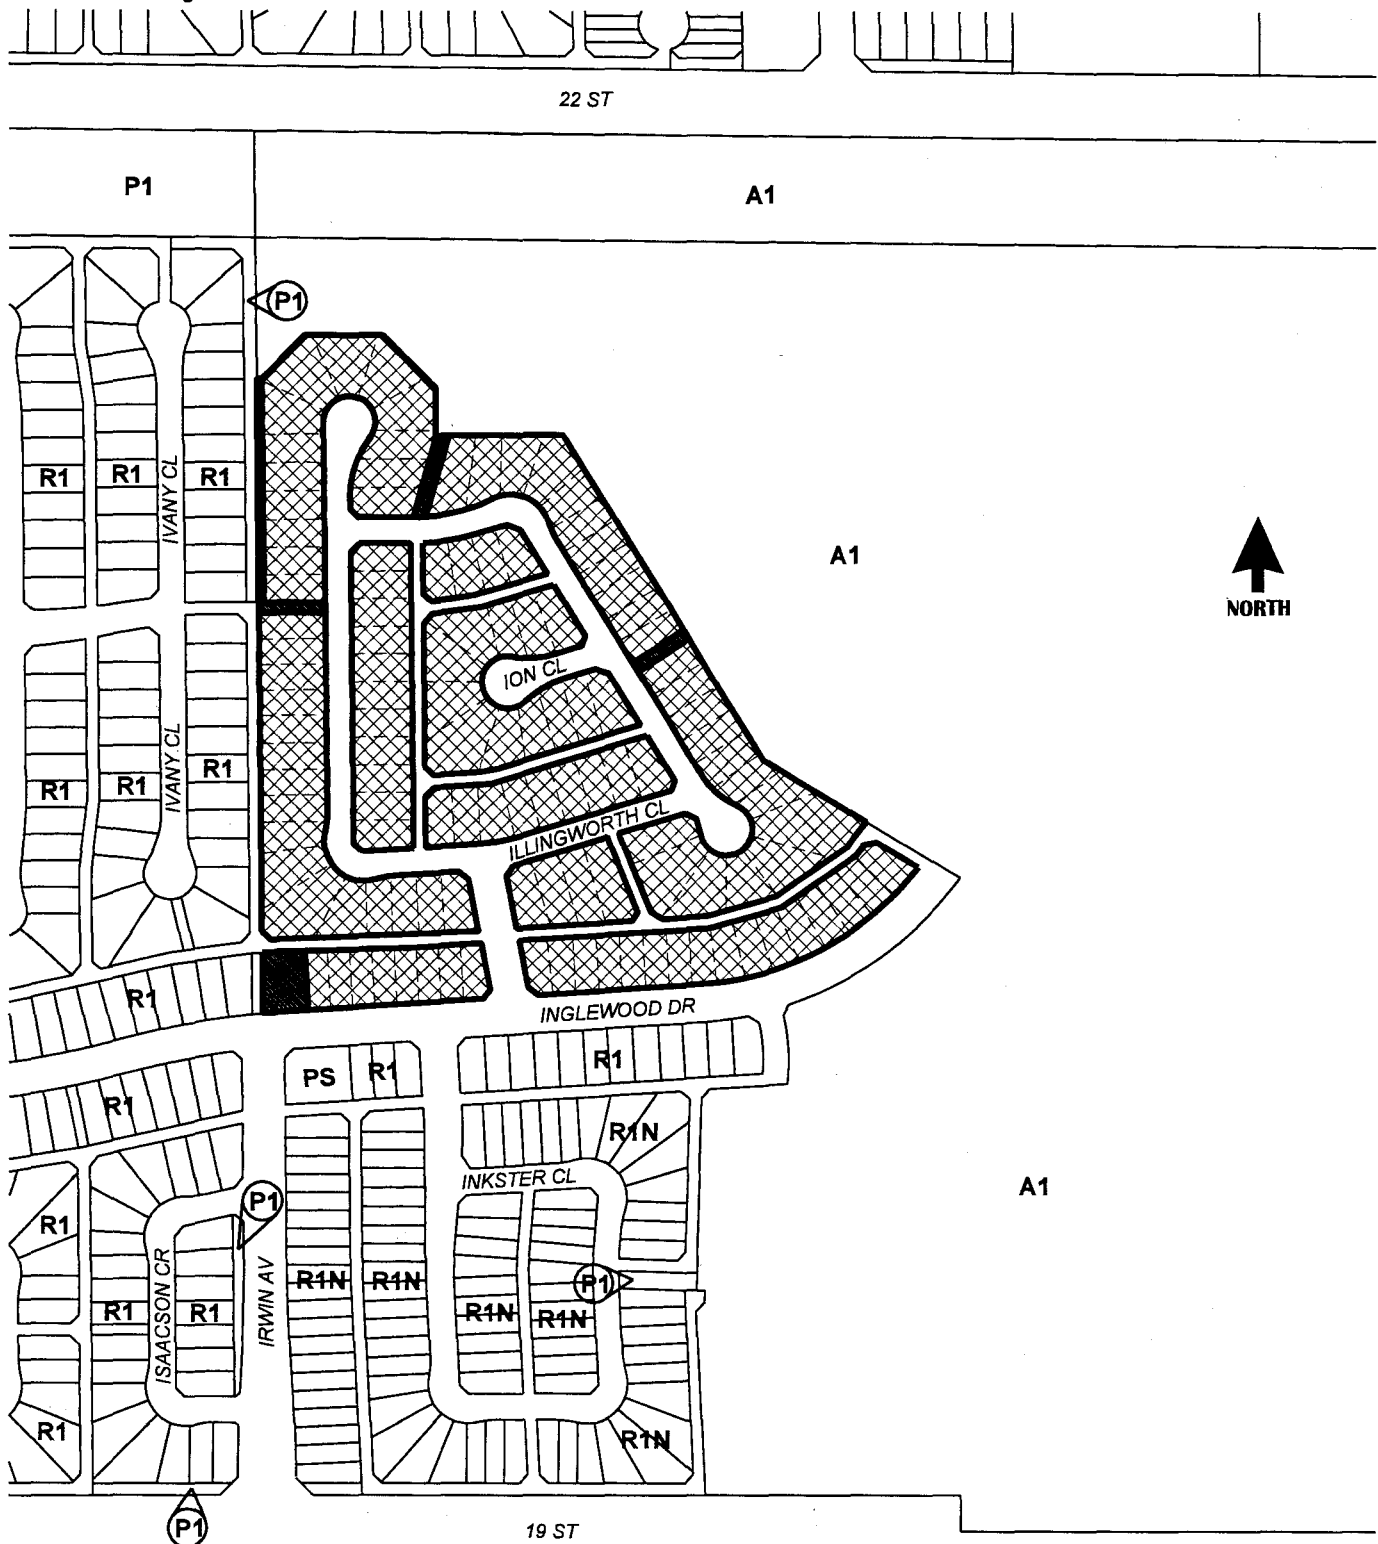 22 ST
P1
A1
P1
R1
R1
R1
IVANY CL
A1
NORTH
ION CL
IVANY CL
R1
R1
R1
ILLINGWORTH CL
R1
INGLEWOOD DR
R1
PS
R1
R1
R1N
INKSTER CL
A1
P1
R1
ISAACSON CR
IRWIN AV
R1N
R1N
P1
R1
R1
R1N
R1N
R1
R1N
P1
19 ST